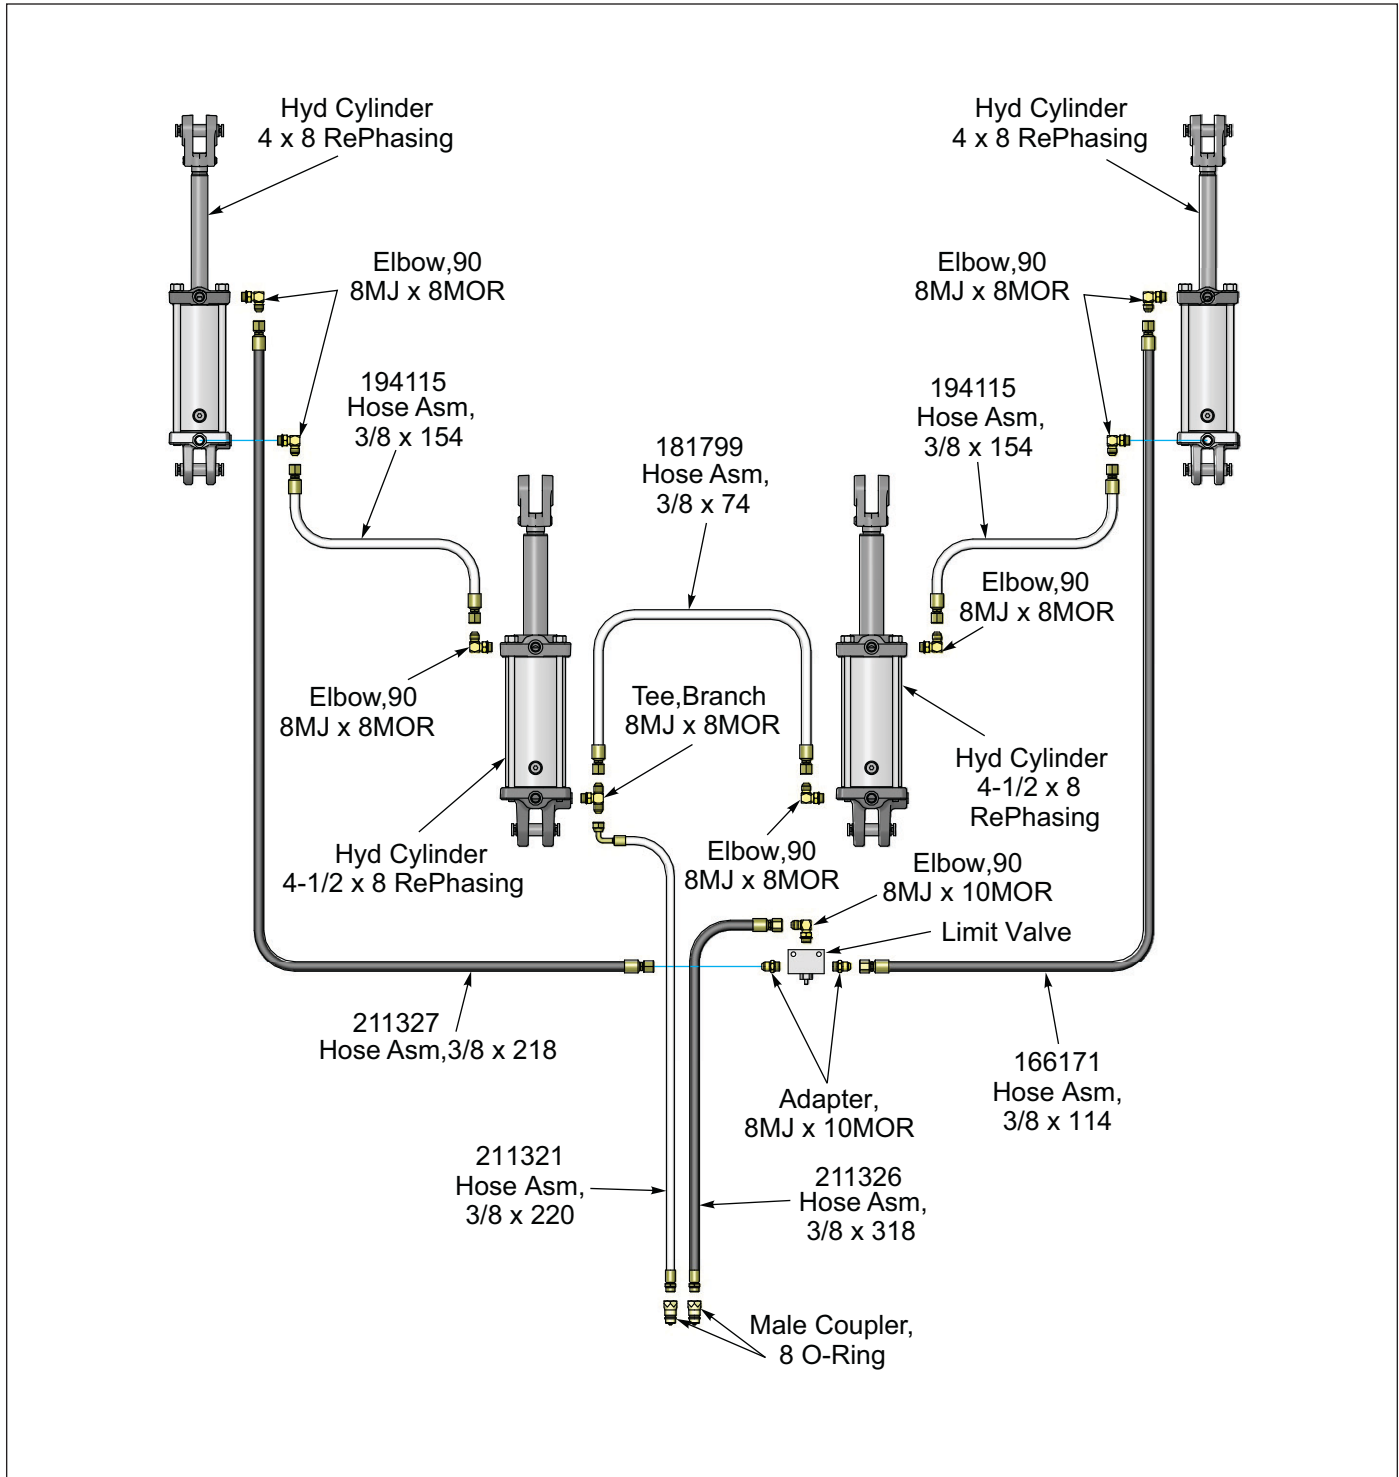 Hyd Cylinder
4 x 8 RePhasing
Hyd Cylinder
4 x 8 RePhasing
Elbow,90
8MJ x 8MOR
Elbow,90
8MJ x 8MOR
194115
Hose Asm,
3/8 x 154
181799
Hose Asm,
3/8 x 74
194115
Hose Asm,
3/8 x 154
Elbow,90
8MJ x 8MOR
Elbow,90
8MJ x 8MOR
Tee,Branch
8MJ x 8MOR
Hyd Cylinder
4-1/2 x 8
RePhasing
Hyd Cylinder
4-1/2 x 8 RePhasing
Elbow,90
8MJ x 8MOR
Elbow,90
8MJ x 10MOR
Limit Valve
211327
Hose Asm,3/8 x 218
Adapter,
8MJ x 10MOR
166171
Hose Asm,
3/8 x 114
211321
Hose Asm,
3/8 x 220
211326
Hose Asm,
3/8 x 318
Male Coupler,
8 O-Ring